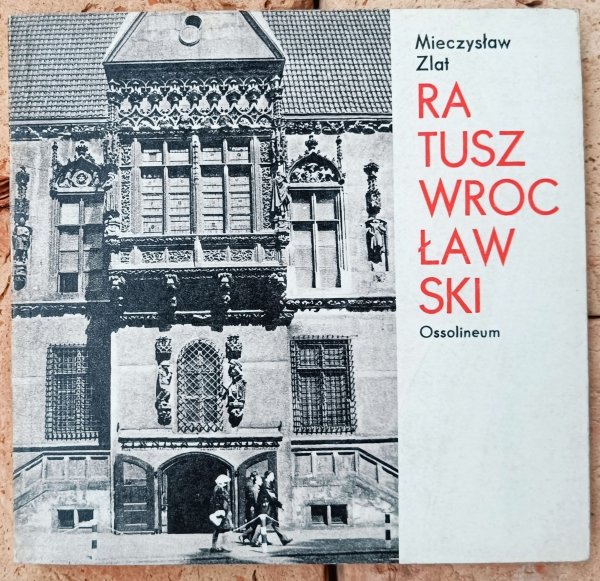 Mieczysław
Zlat
RA
TUSZ
WROC
ŁAW
SKI
Ossolineum